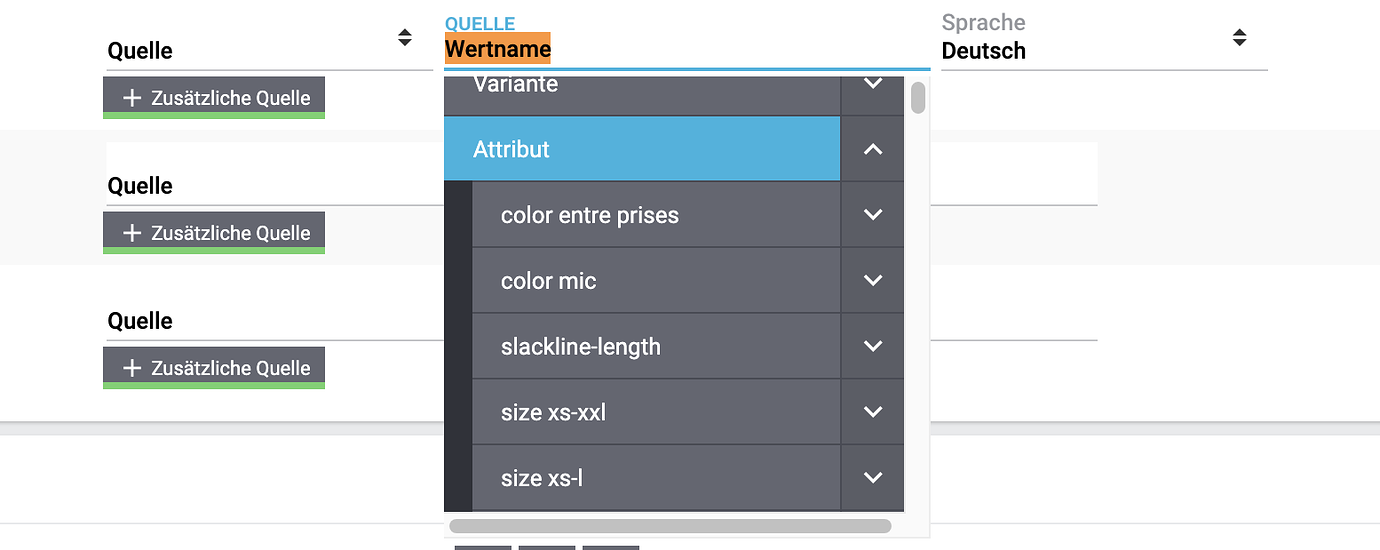 QUELLE
Sprache
Quelle
Wertname
Deutsch
Variante
+ Zusätzliche Quelle
Attribut
Quelle
color entre prises
+ Zusätzliche Quelle
color mic
Quelle
slackline-length
+ Zusätzliche Quelle
size xs-xxl
size xs-l